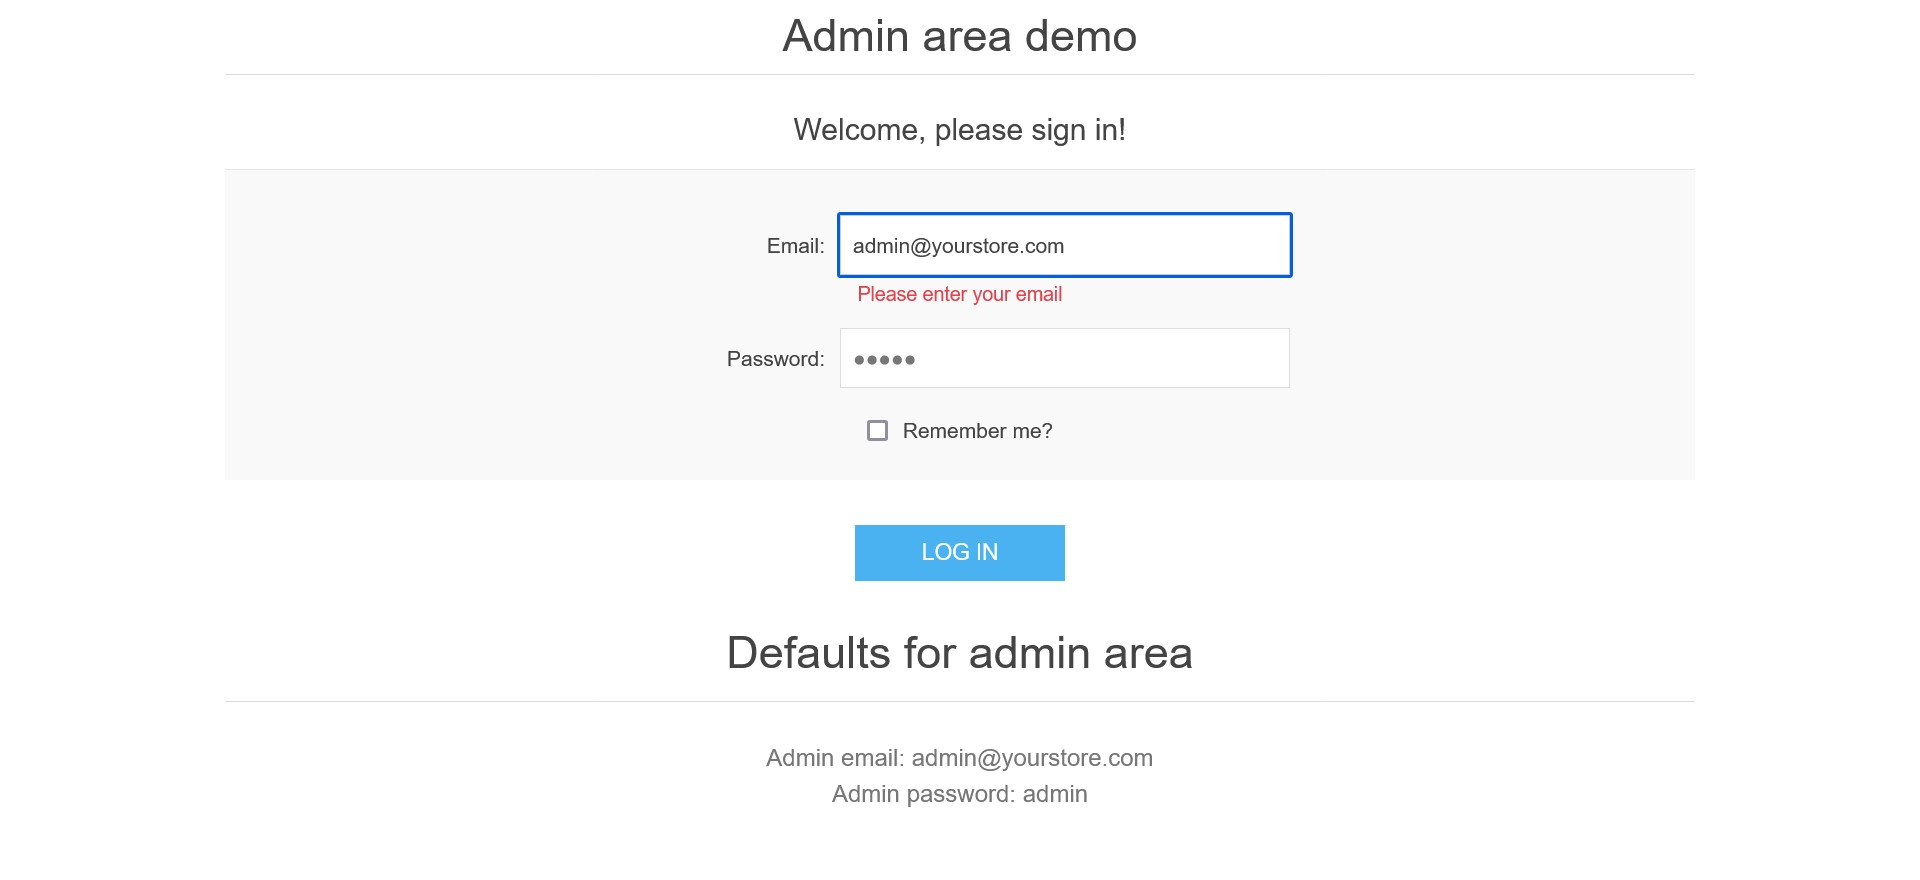 Admin area demo
Welcome, please sign in!
Email: admin@yourstore.com
Please enter your email
Password: •••••
Remember me?
LOG IN
Defaults for admin area
Admin email: admin@yourstore.com
Admin password: admin